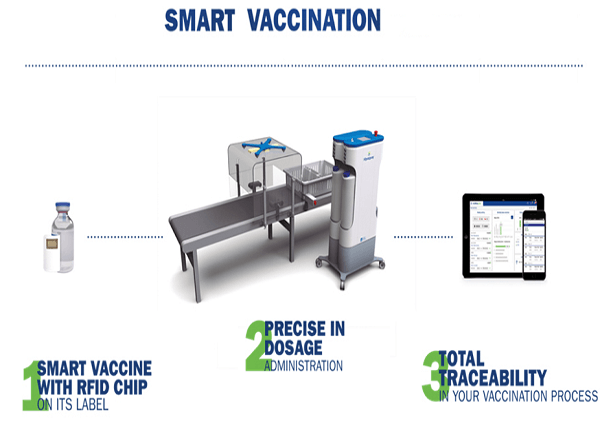 SMART VACCINATION
1 SMART VACCINE
WITH RFID CHIP
ON ITS LABEL
2 PRECISE IN
DOSAGE
ADMINISTRATION
3 TOTAL
TRACEABILITY
IN YOUR VACCINATION PROCESS